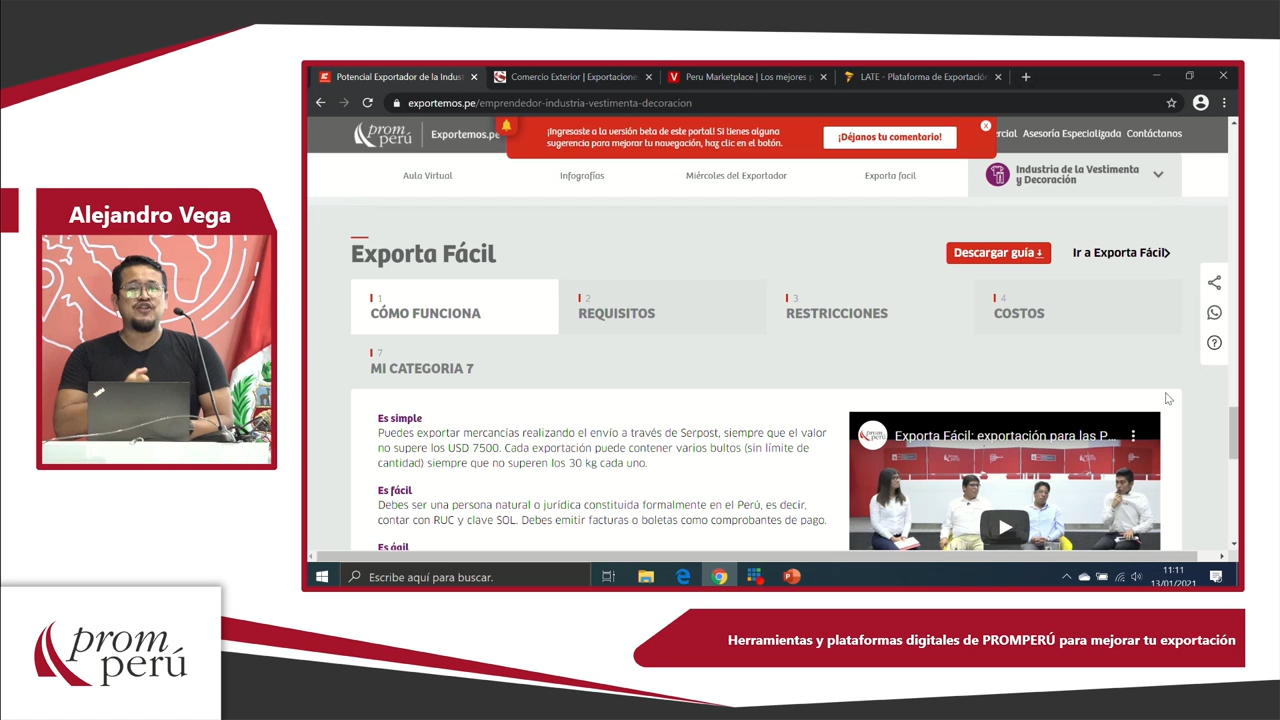 Potencial Exportador de la Indust
Comercio Exterior | Exportacione
Peru Marketplace | Los mejores p
LATE - Plataforma de Exportación
exportemos.pe/emprendedor-industria-vestimenta-decoracion
prom
perú
Exportemos.pe
¡Ingresaste a la versión beta de este portal! Si tienes alguna
sugerencia para mejorar tu navegación, haz clic en el botón.
¡Déjanos tu comentario!
rcial
Asesoría Especializada
Contáctanos
Aula Virtual
Infografías
Miércoles del Exportador
Exporta facil
Industria de la Vestimenta
y Decoración
Alejandro Vega
Exporta Fácil
Descargar guía
Ir a Exporta Fácil
1
CÓMO FUNCIONA
2
REQUISITOS
3
RESTRICCIONES
4
COSTOS
7
MI CATEGORIA 7
Es simple
Puedes exportar mercancías realizando el envío a través de Serpost, siempre que el valor
no supere los USD 7500. Cada exportación puede contener varios bultos (sin límite de
cantidad) siempre que no superen los 30 kg cada uno.
Es fácil
Debes ser una persona natural o jurídica constituida formalmente en el Perú, es decir,
contar con RUC y clave SOL. Debes emitir facturas o boletas como comprobantes de pago.
Es ágil
prom
perú
Exporta Fácil: exportación para las P...
Escribe aquí para buscar.
11:11
13/01/2021
prom
perú
Herramientas y plataformas digitales de PROMPERÚ para mejorar tu exportación